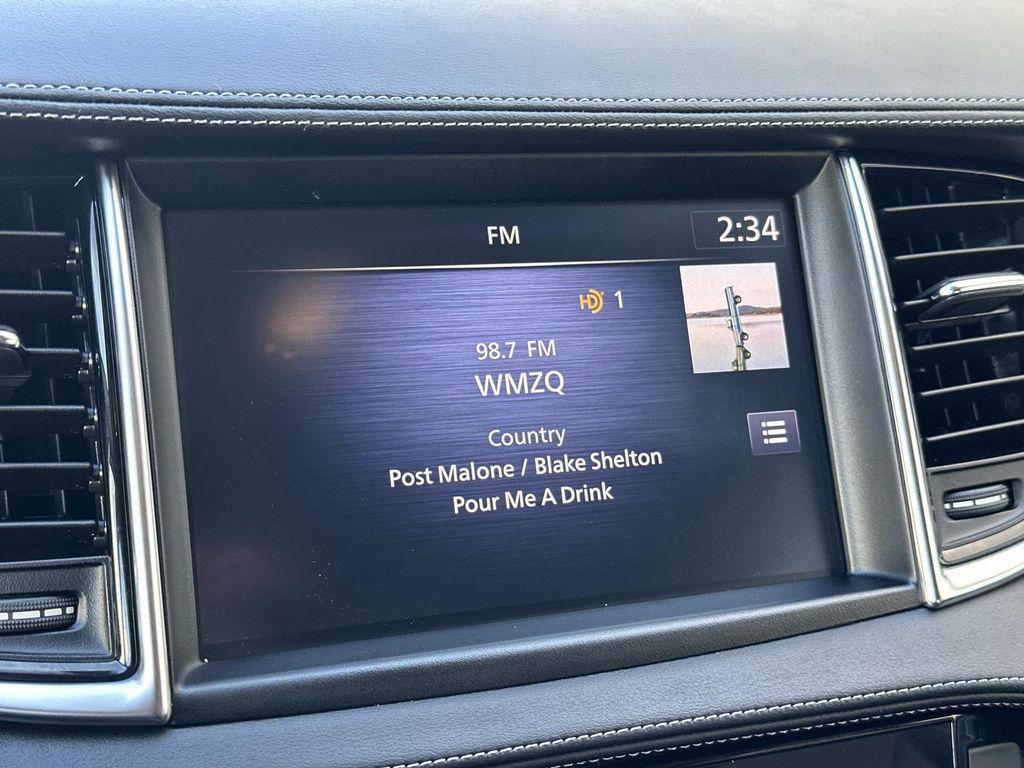 FM
2:34
HD 1
98.7 FM
WMZQ
Country
Post Malone / Blake Shelton
Pour Me A Drink